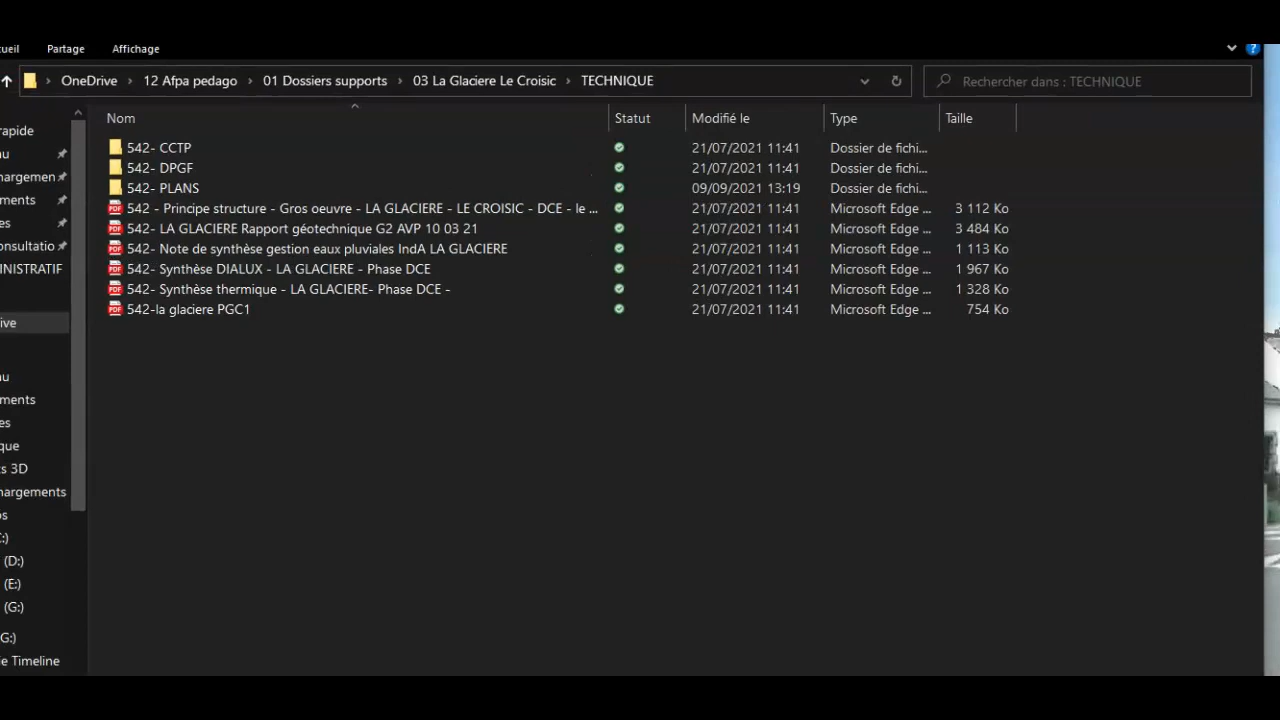 cueil Partage Affichage
OneDrive > 12 Afpa pedago > 01 Dossiers supports > 03 La Glaciere Le Croisic > TECHNIQUE
Rechercher dans : TECHNIQUE
Nom Statut Modifié le Type Taille
542- CCTP 21/07/2021 11:41 Dossier de fichi...
542- DPGF 21/07/2021 11:41 Dossier de fichi...
542- PLANS 09/09/2021 13:19 Dossier de fichi...
542 - Principe structure - Gros oeuvre - LA GLACIERE - LE CROISIC - DCE - le ... 21/07/2021 11:41 Microsoft Edge ... 3 112 Ko
542- LA GLACIERE Rapport géotechnique G2 AVP 10 03 21 21/07/2021 11:41 Microsoft Edge ... 3 484 Ko
542- Note de synthèse gestion eaux pluviales IndA LA GLACIERE 21/07/2021 11:41 Microsoft Edge ... 1 113 Ko
542- Synthèse DIALUX - LA GLACIERE - Phase DCE 21/07/2021 11:41 Microsoft Edge ... 1 967 Ko
542- Synthèse thermique - LA GLACIERE- Phase DCE - 21/07/2021 11:41 Microsoft Edge ... 1 328 Ko
542-la glaciere PGC1 21/07/2021 11:41 Microsoft Edge ... 754 Ko
rapide
u
hargemen
ments
es
onsultatio
INISTRATIF
ive
u
ments
es
que
ts 3D
hargements
os
C:)
(D:)
(E:)
(G:)
G:)
ie Timeline